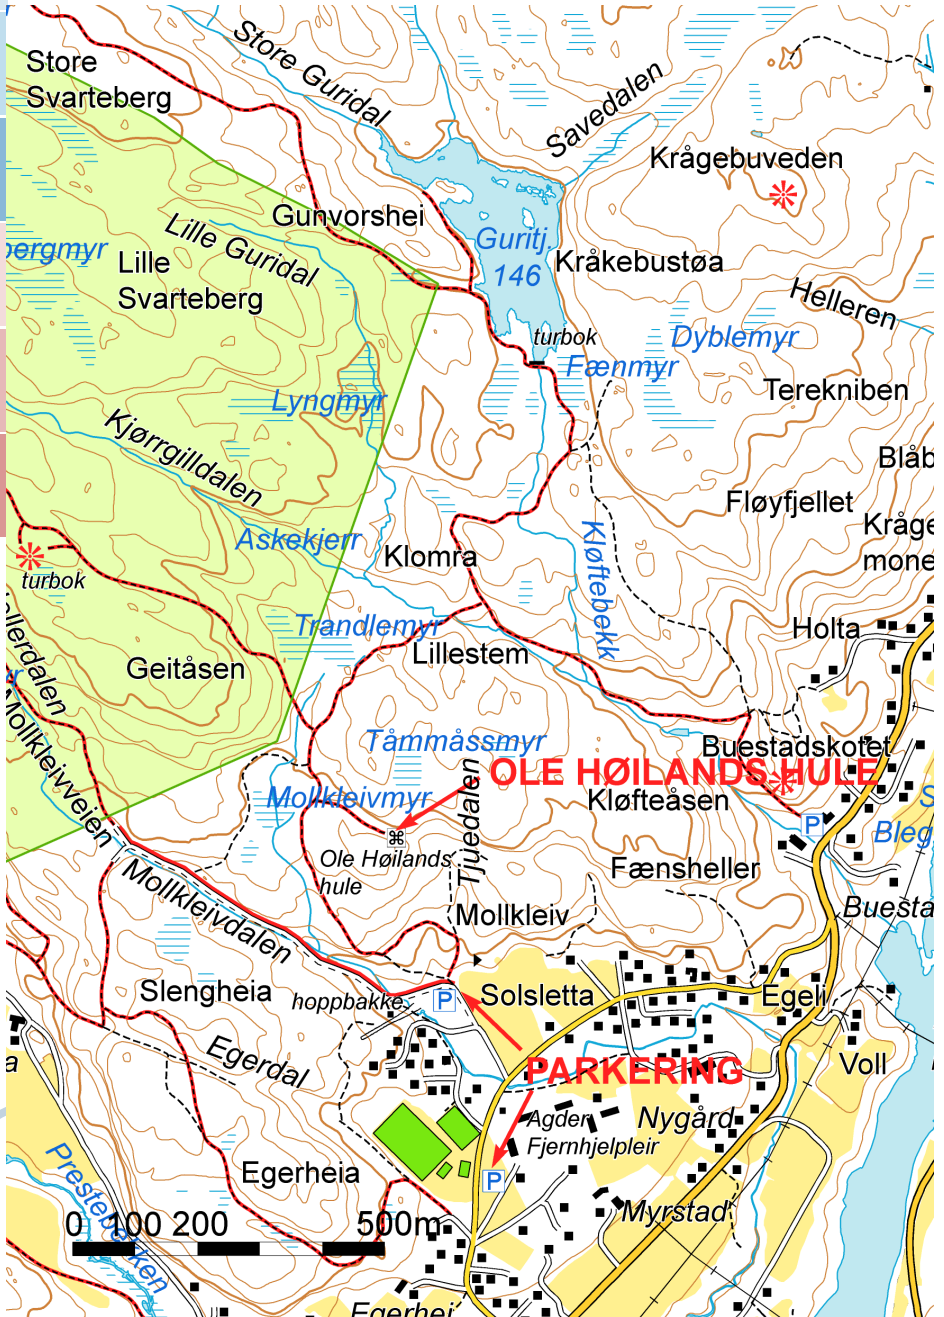 Store
Svarteberg
Store Guridal
Savedalen
Krågebuveden
Gunvorshei
Lille Guridal
Guritj.
146
Kråkebustøa
Lille
Svarteberg
Helleren
turbok
Dyblemyr
Fænmyr
Terekniben
Lyngmyr
Kjørrgilldalen
Fløyfjellet
Askekjerr
Klomra
Kløftebekk
turbok
Trandlemyr
Lillestem
Holta
Geitåsen
Mollkleivveien
Tåmmåssmyr
Buestadskotet
OLE HØILANDS HULE
Mollkleivmyr
Kløfteåsen
P
⌘
Ole Høilands
hule
Tjuedalen
Fænsheller
Mollkleivdalen
Mollkleiv
Slengheia
hoppbakke
P
Solsletta
Egeli
Egerdal
PARKERING
Voll
Agder
Fjernhjelpleir
Nygård
Egerheia
P
Prestebekken
Myrstad
0 100 200 500m